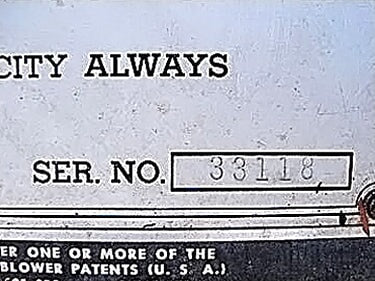 CITY ALWAYS
SER. NO. 33118
ER ONE OR MORE OF THE
BLOWER PATENTS (U. S. A.)